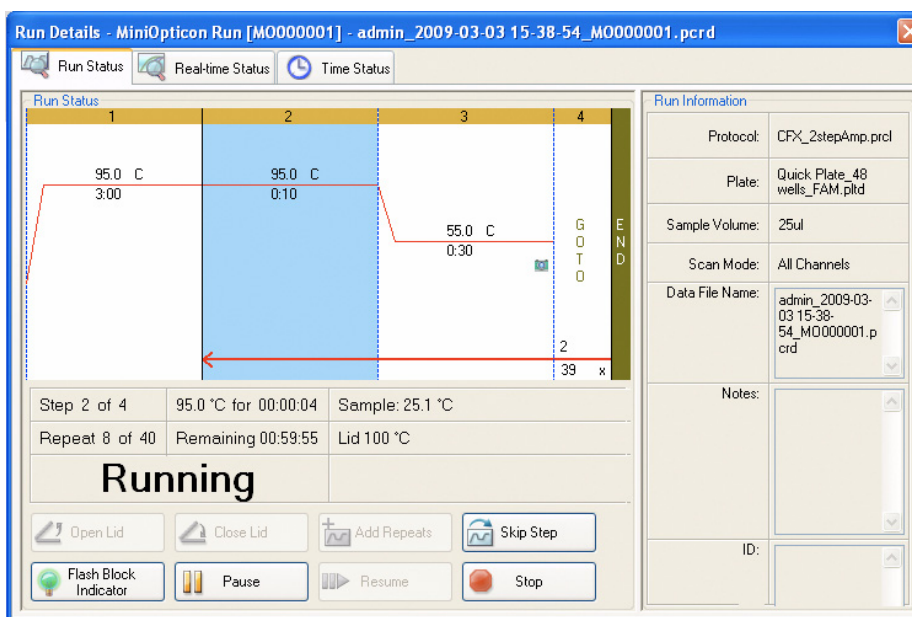 Run Details - MiniOpticon Run [MO000001] - admin_2009-03-03 15-38-54_MO000001.pcrd
Run Status
Real-time Status
Time Status
Run Status
1
2
3
4
95.0 C
3:00
95.0 C
0:10
55.0 C
0:30
GOTO
END
2
39 x
Step 2 of 4
95.0 °C for 00:00:04
Sample: 25.1 °C
Repeat 8 of 40
Remaining 00:59:55
Lid 100 °C
Running
Open Lid
Close Lid
Add Repeats
Skip Step
Flash Block
Indicator
Pause
Resume
Stop
Run Information
Protocol:
CFX_2stepAmp.prcl
Plate:
Quick Plate_48
wells_FAM.pltd
Sample Volume:
25ul
Scan Mode:
All Channels
Data File Name:
admin_2009-03-
03 15-38-
54_MO000001.p
crd
Notes:
ID: